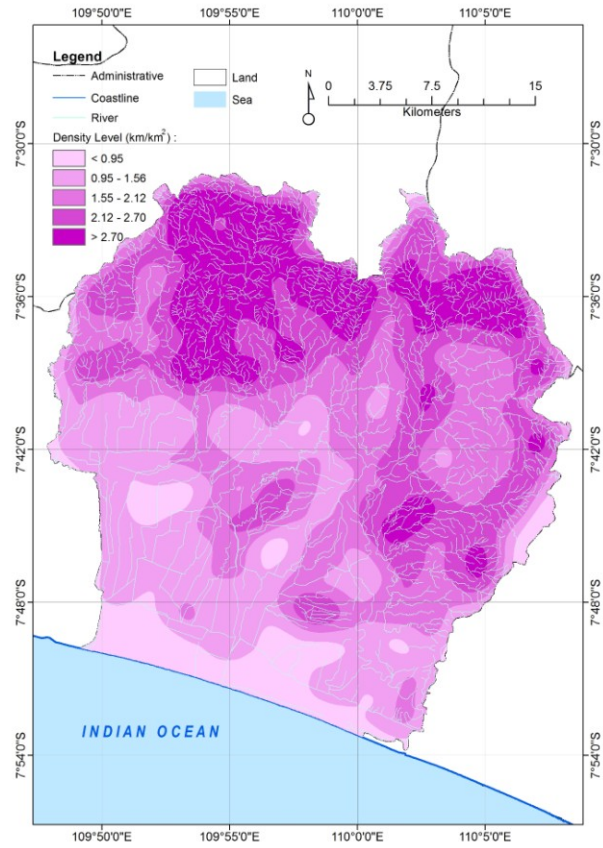 109°50'0"E 109°55'0"E 110°0'0"E 110°5'0"E
Legend
Administrative
Coastline
River
Land
Sea
Density Level (km/km²) :
< 0.95
0.95 - 1.56
1.55 - 2.12
2.12 - 2.70
> 2.70
N
0 3.75 7.5 15
Kilometers
7°30'0"S
7°30'0"S
7°36'0"S
7°36'0"S
7°42'0"S
7°42'0"S
7°48'0"S
7°48'0"S
7°54'0"S
7°54'0"S
INDIAN OCEAN
109°50'0"E 109°55'0"E 110°0'0"E 110°5'0"E